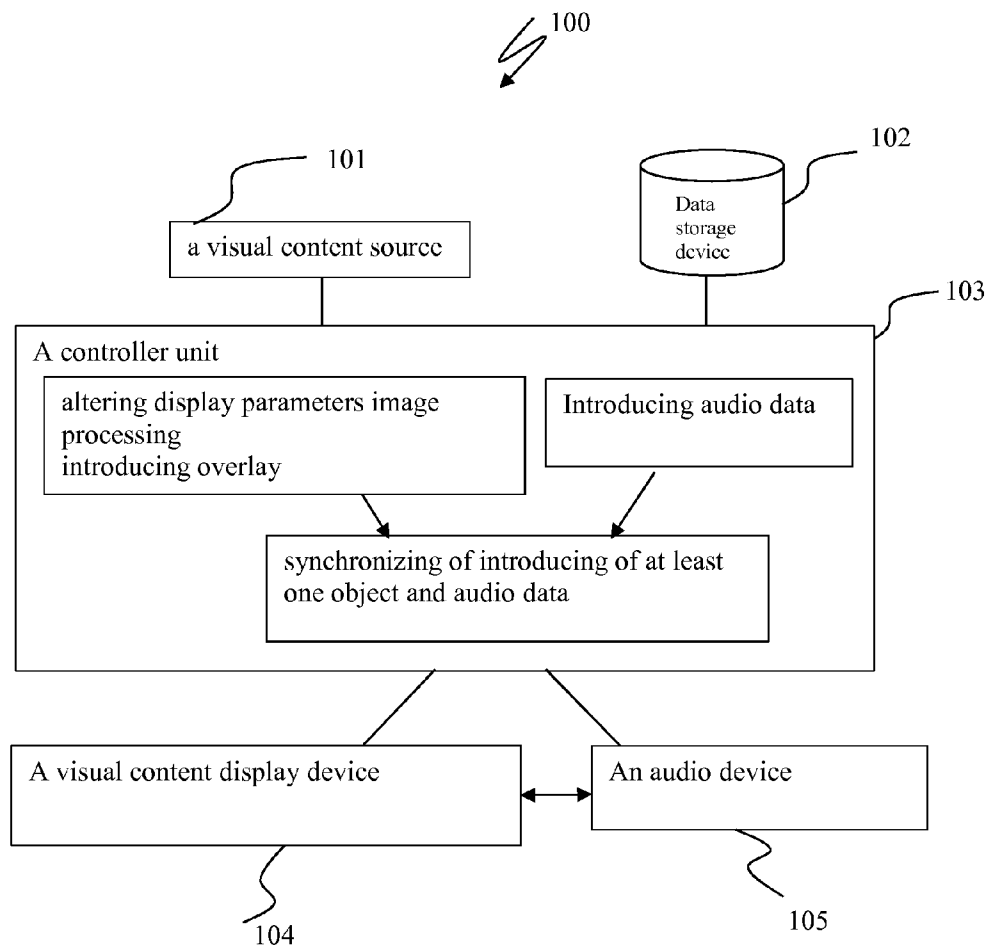 100
101
102
a visual content source
Data
storage
device
103
A controller unit
altering display parameters image
processing
introducing overlay
Introducing audio data
synchronizing of introducing of at least
one object and audio data
A visual content display device
An audio device
104
105